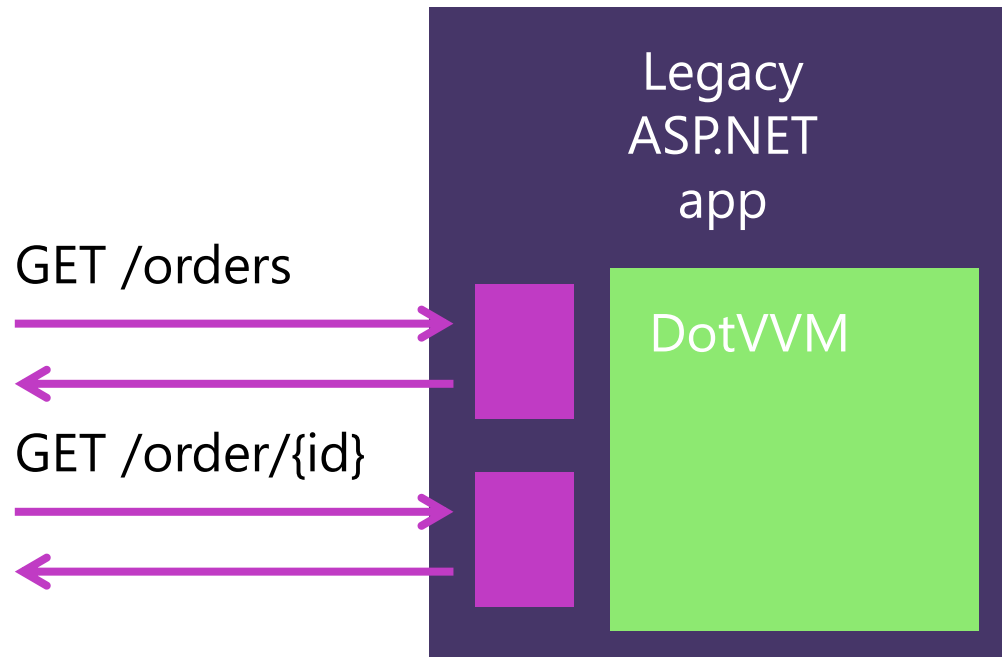 Legacy
ASP.NET
app
GET /orders
DotVVM
GET /order/{id}